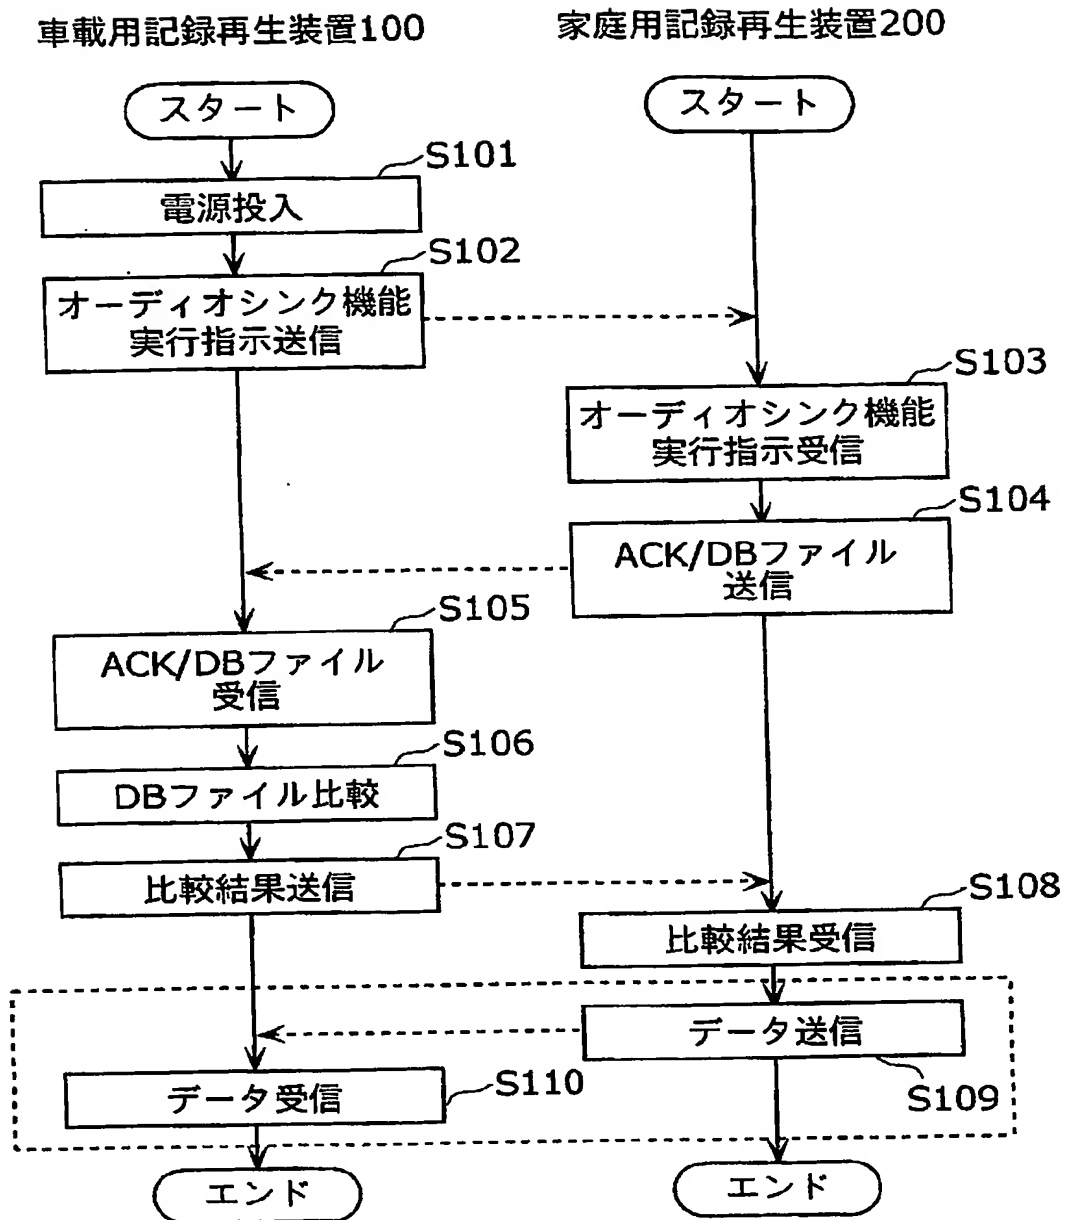 車載用記録再生装置100
家庭用記録再生装置200
スタート
スタート
S101
電源投入
S102
オーディオシンク機能
実行指示送信
S103
オーディオシンク機能
実行指示受信
S104
ACK/DBファイル
送信
S105
ACK/DBファイル
受信
S106
DBファイル比較
S107
比較結果送信
S108
比較結果受信
データ送信
S109
データ受信
S110
エンド
エンド